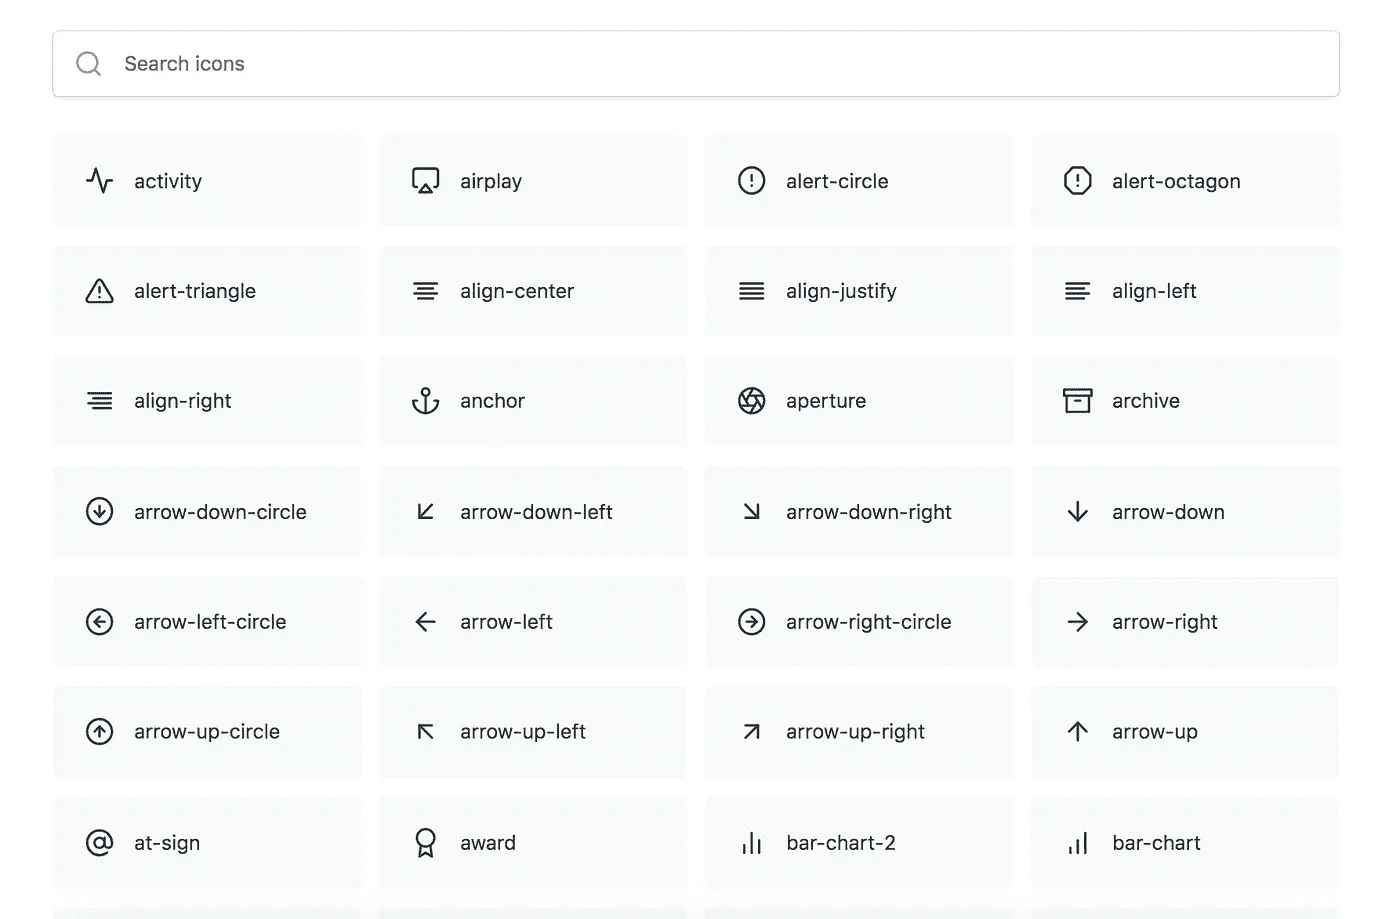 Search icons
activity
airplay
alert-circle
alert-octagon
alert-triangle
align-center
align-justify
align-left
align-right
anchor
aperture
archive
arrow-down-circle
arrow-down-left
arrow-down-right
arrow-down
arrow-left-circle
arrow-left
arrow-right-circle
arrow-right
arrow-up-circle
arrow-up-left
arrow-up-right
arrow-up
at-sign
award
bar-chart-2
bar-chart